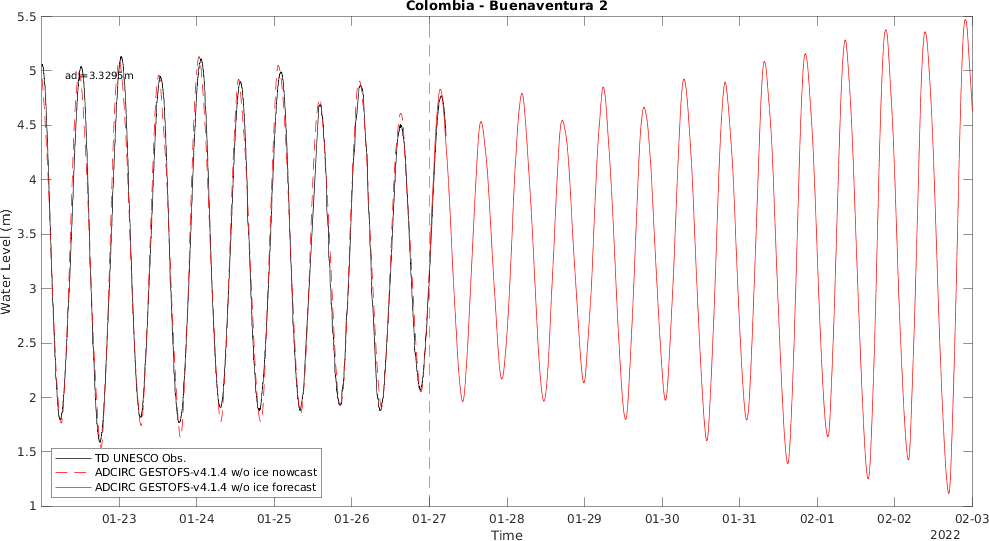 Colombia - Buenaventura 2
5.5
5
4.5
4
3.5
3
2.5
2
1.5
1
Water Level (m)
adj=3.3295m
TD UNESCO Obs.
ADCIRC GESTOFS-v4.1.4 w/o ice nowcast
ADCIRC GESTOFS-v4.1.4 w/o ice forecast
01-23 01-24 01-25 01-26 01-27 01-28 01-29 01-30 01-31 02-01 02-02 02-03
Time
2022